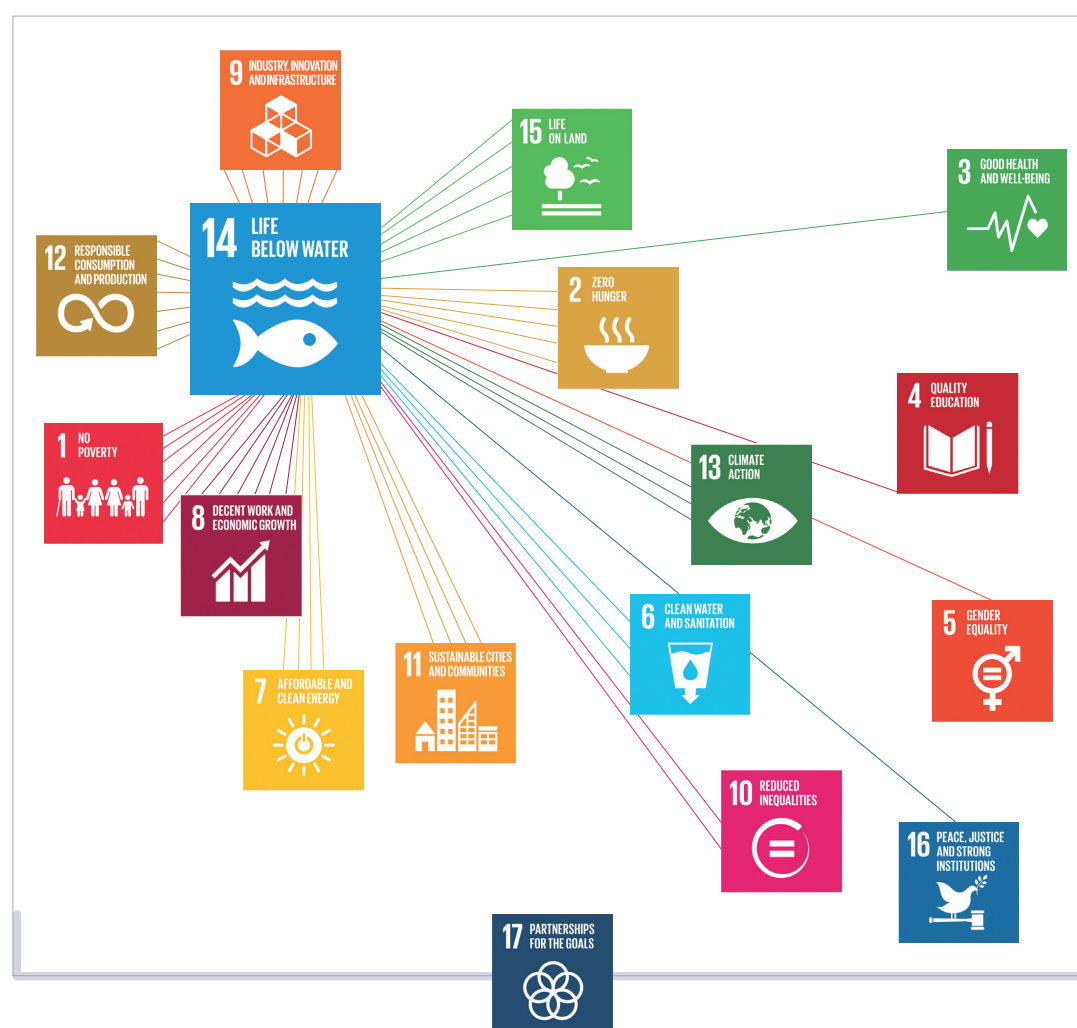 9 INDUSTRY, INNOVATION
AND INFRASTRUCTURE
15 LIFE
ON LAND
3 GOOD HEALTH
AND WELL-BEING
14 LIFE
BELOW WATER
12 RESPONSIBLE
CONSUMPTION
AND PRODUCTION
2 ZERO
HUNGER
4 QUALITY
EDUCATION
1 NO
POVERTY
13 CLIMATE
ACTION
8 DECENT WORK AND
ECONOMIC GROWTH
6 CLEAN WATER
AND SANITATION
5 GENDER
EQUALITY
11 SUSTAINABLE CITIES
AND COMMUNITIES
7 AFFORDABLE AND
CLEAN ENERGY
10 REDUCED
INEQUALITIES
16 PEACE, JUSTICE
AND STRONG
INSTITUTIONS
17 PARTNERSHIPS
FOR THE GOALS